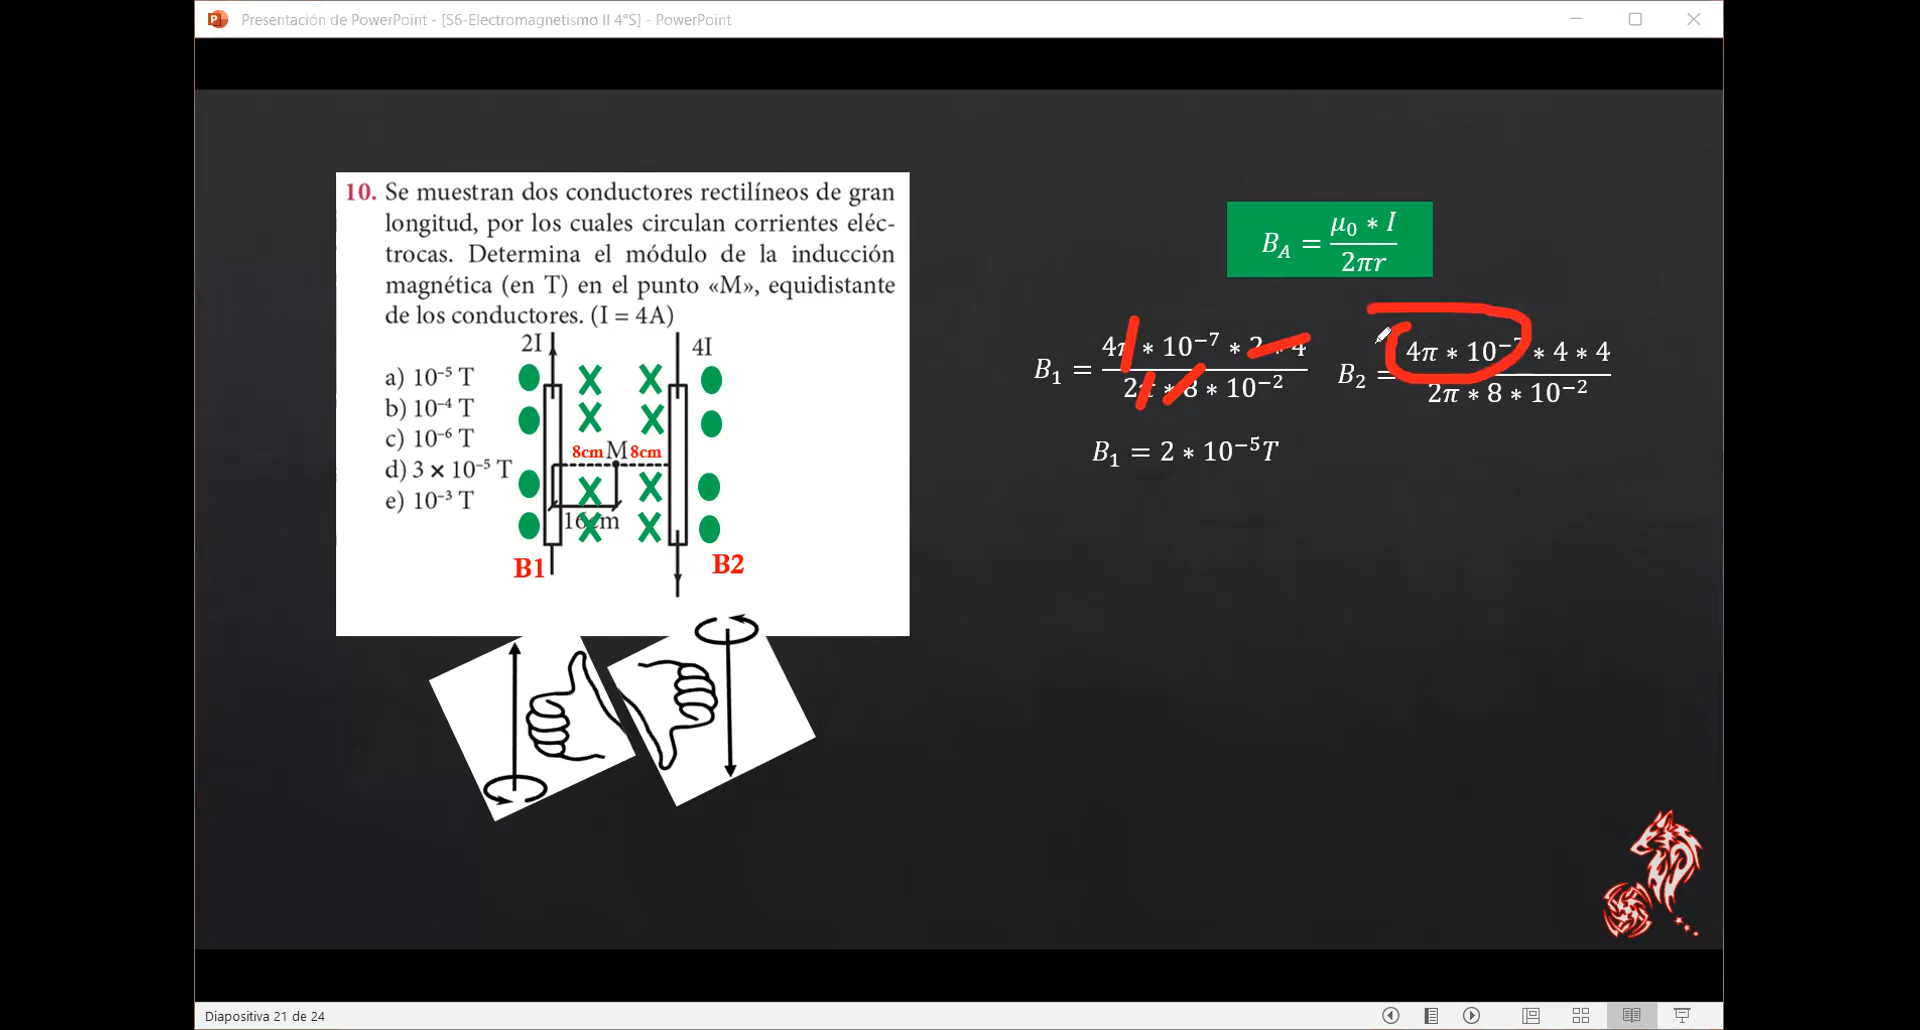 Presentación de PowerPoint - [S6-Electromagnetismo II 4°S] - PowerPoint
10. Se muestran dos conductores rectilíneos de gran
longitud, por los cuales circulan corrientes eléc-
trocas. Determina el módulo de la inducción
magnética (en T) en el punto «M», equidistante
de los conductores. (I = 4A)
2I
4I
a) 10⁻⁵ T
b) 10⁻⁴ T
c) 10⁻⁶ T
d) 3 × 10⁻⁵ T
e) 10⁻³ T
8cm M 8cm
16cm
B1
B2
B_A = μ₀ * I / 2πr
B₁ = 4π * 10⁻⁷ * 2 * 4 / 2π * 8 * 10⁻²
B₂ = 4π * 10⁻⁷ * 4 * 4 / 2π * 8 * 10⁻²
B₁ = 2 * 10⁻⁵T
Diapositiva 21 de 24